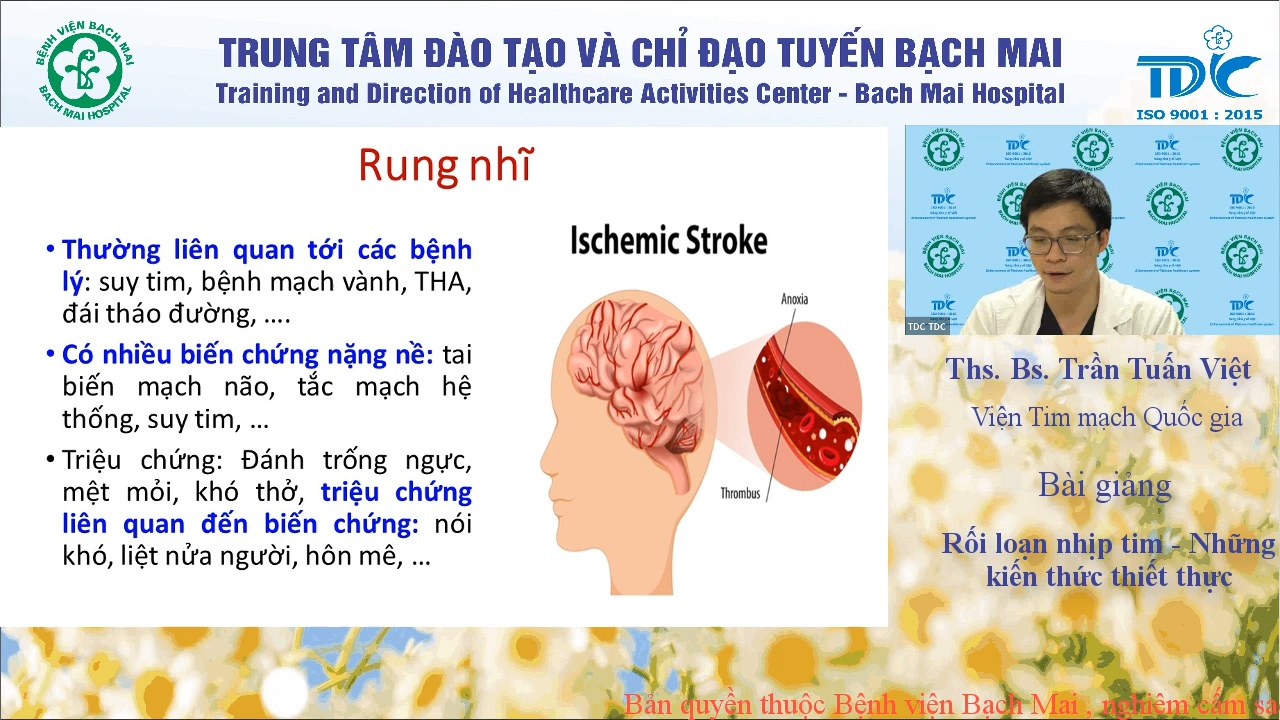 BỆNH VIỆN BẠCH MAI
BACH MAI HOSPITAL
TRUNG TÂM ĐÀO TẠO VÀ CHỈ ĐẠO TUYẾN BẠCH MAI
Training and Direction of Healthcare Activities Center - Bach Mai Hospital
TDC
ISO 9001 : 2015
Rung nhĩ
• Thường liên quan tới các bệnh
lý: suy tim, bệnh mạch vành, THA,
đái tháo đường, ….
• Có nhiều biến chứng nặng nề: tai
biến mạch não, tắc mạch hệ
thống, suy tim, …
• Triệu chứng: Đánh trống ngực,
mệt mỏi, khó thở, triệu chứng
liên quan đến biến chứng: nói
khó, liệt nửa người, hôn mê, …
Ischemic Stroke
Anoxia
Thrombus
TDC TDC
Ths. Bs. Trần Tuấn Việt
Viện Tim mạch Quốc gia
Bài giảng
Rối loạn nhịp tim - Những
kiến thức thiết thực
Bản quyền thuộc Bệnh viện Bạch Mai , nghiêm cấm sa